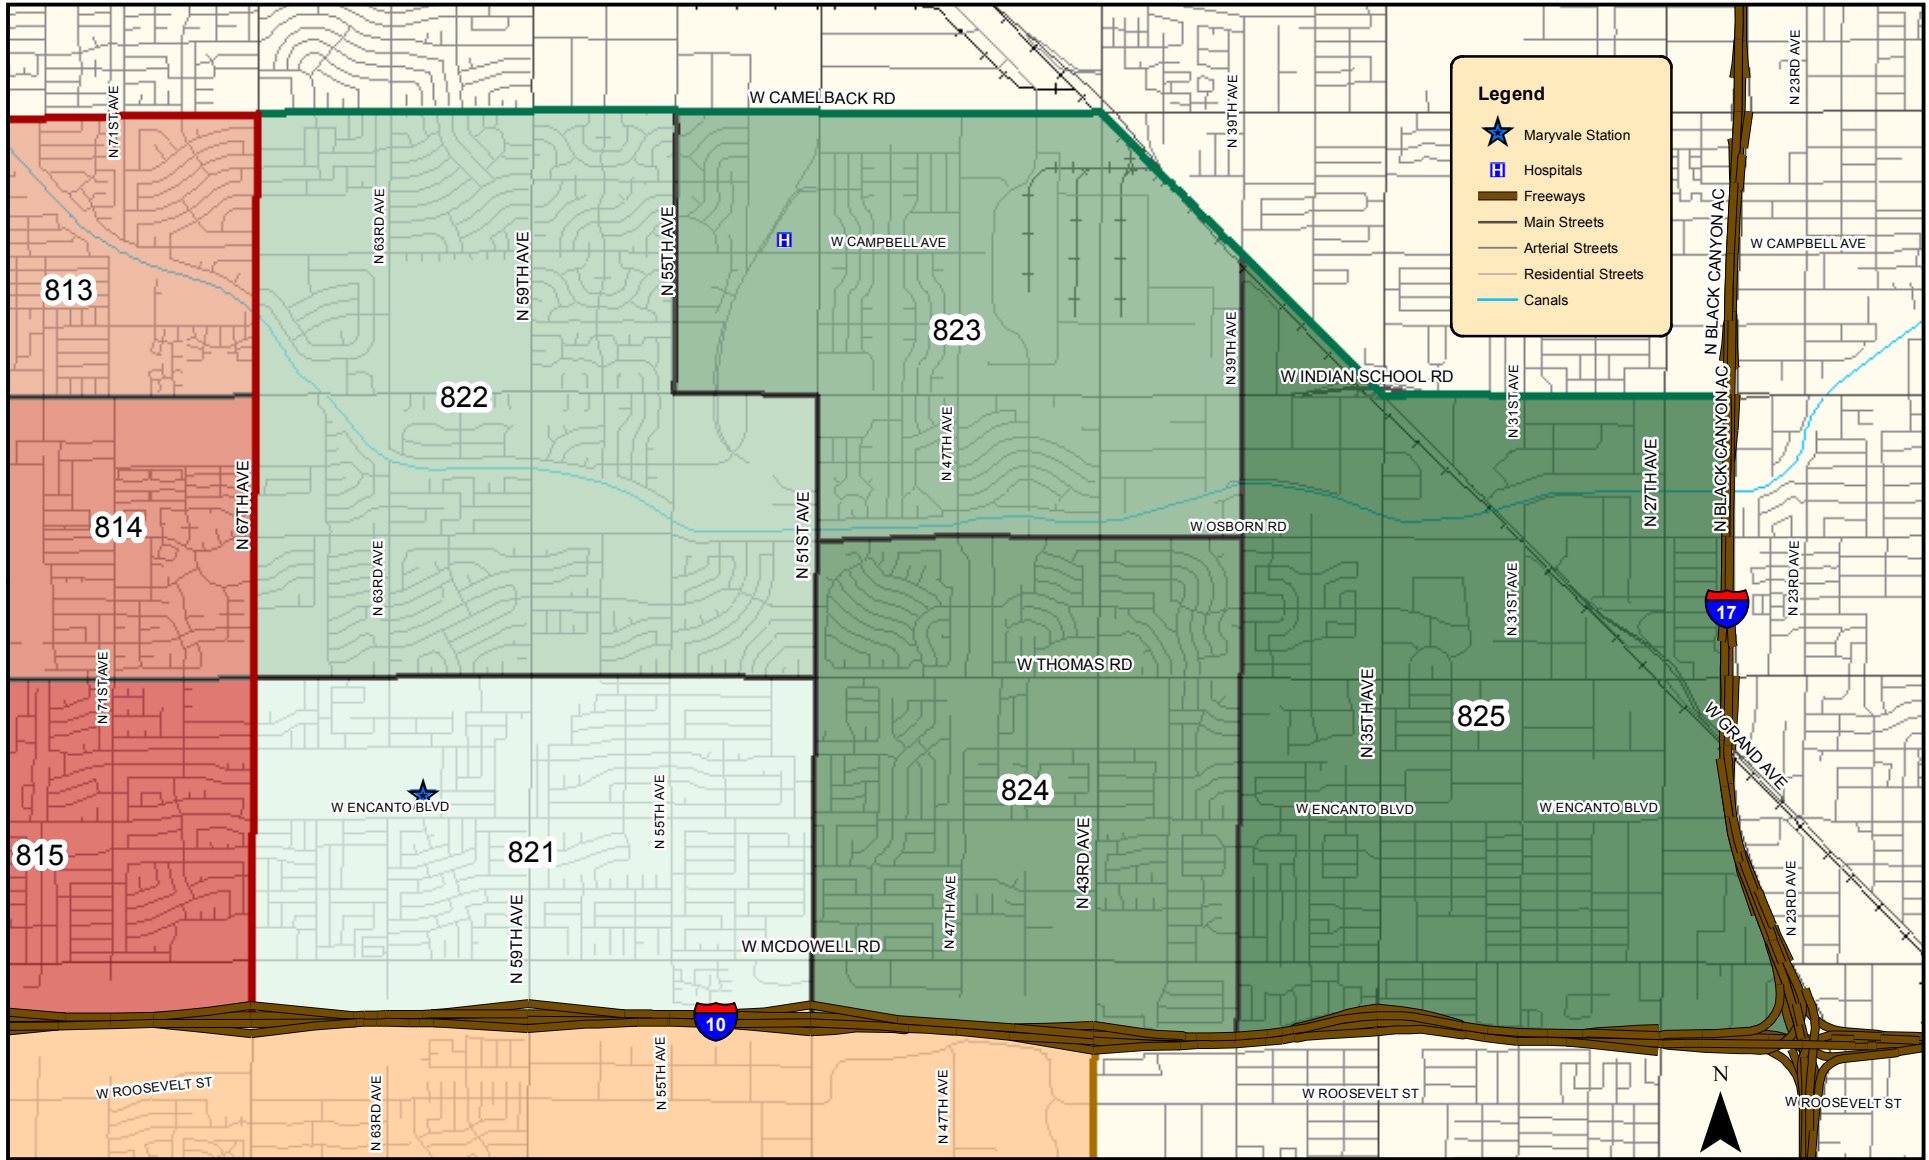 W CAMELBACK RD
N 71ST AVE
N 39TH AVE
N 23RD AVE
Legend
Maryvale Station
H Hospitals
Freeways
Main Streets
Arterial Streets
Residential Streets
Canals
N 63RD AVE
N 59TH AVE
N 55TH AVE
H
W CAMPBELL AVE
N BLACK CANYON AC
W CAMPBELL AVE
813
823
N 39TH AVE
W INDIAN SCHOOL RD
822
N 31ST AVE
N BLACK CANYON AC
N 47TH AVE
N 27TH AVE
N 67TH AVE
814
N 51ST AVE
W OSBORN RD
N 63RD AVE
N 31ST AVE
N 23RD AVE
17
W THOMAS RD
N 71ST AVE
N 35TH AVE
825
W GRAND AVE
W ENCANTO BLVD
N 55TH AVE
824
W ENCANTO BLVD
W ENCANTO BLVD
815
821
N 43RD AVE
N 59TH AVE
N 47TH AVE
N 23RD AVE
W MCDOWELL RD
10
W ROOSEVELT ST
N 63RD AVE
N 55TH AVE
N 47TH AVE
W ROOSEVELT ST
N
W ROOSEVELT ST